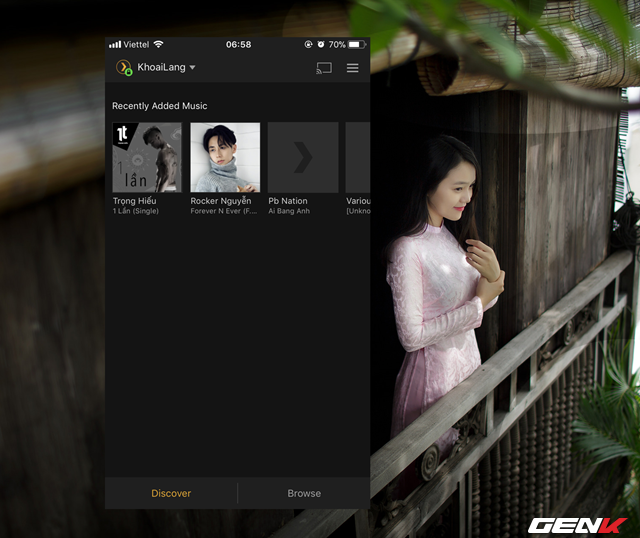 Viettel
06:58
70%
KhoaiLang
Recently Added Music
1t
1
lần
Trọng Hiếu
1 Lần (Single)
Rocker Nguyễn
Forever N Ever (F...
Pb Nation
Ai Bang Anh
Variou
[Unkno
Discover
Browse
GENK